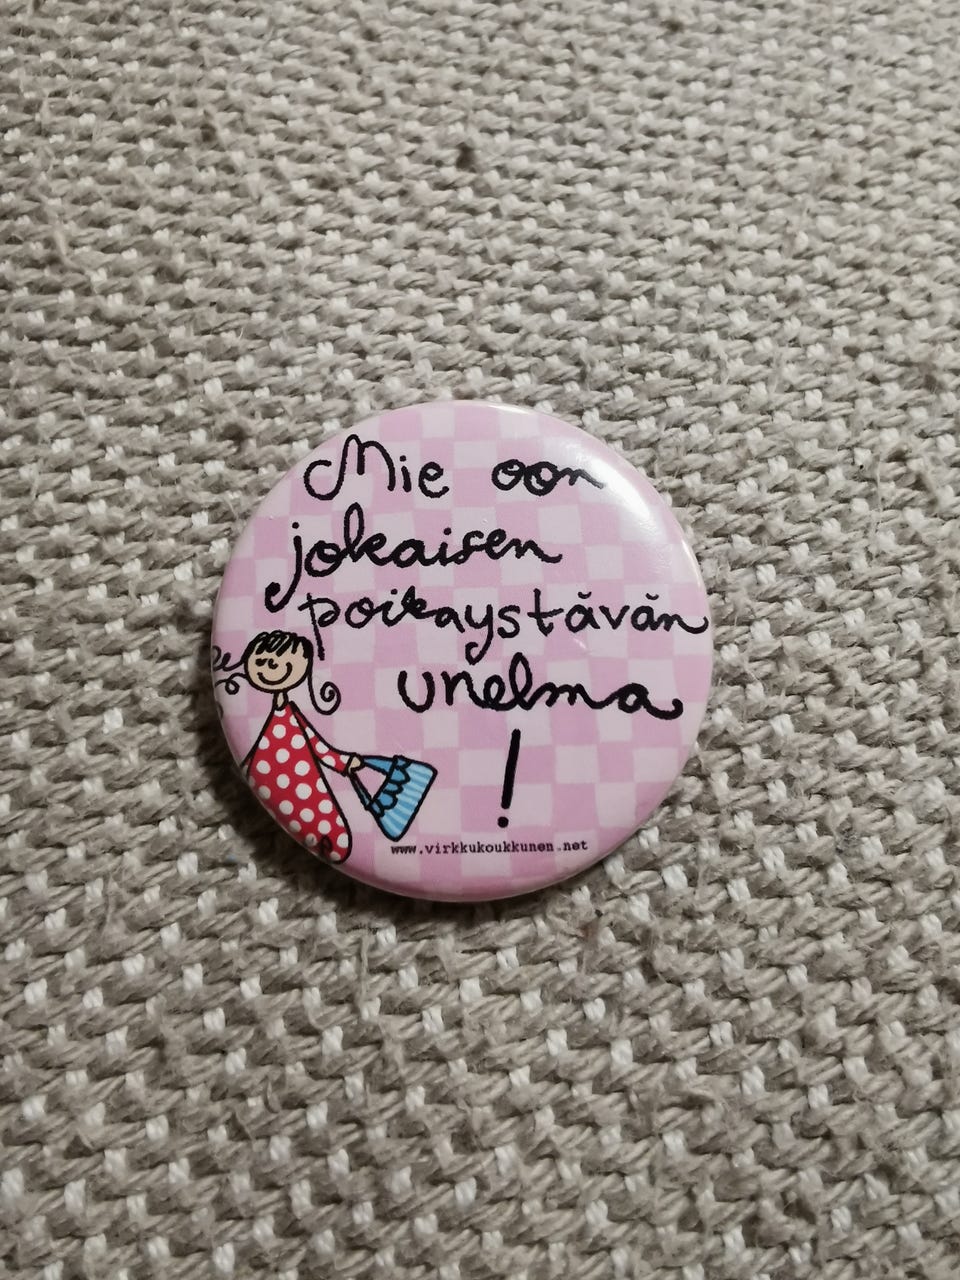 Mie oon
jokaisen
poikaystävän
unelma
!
www.virkkukoukkunen.net